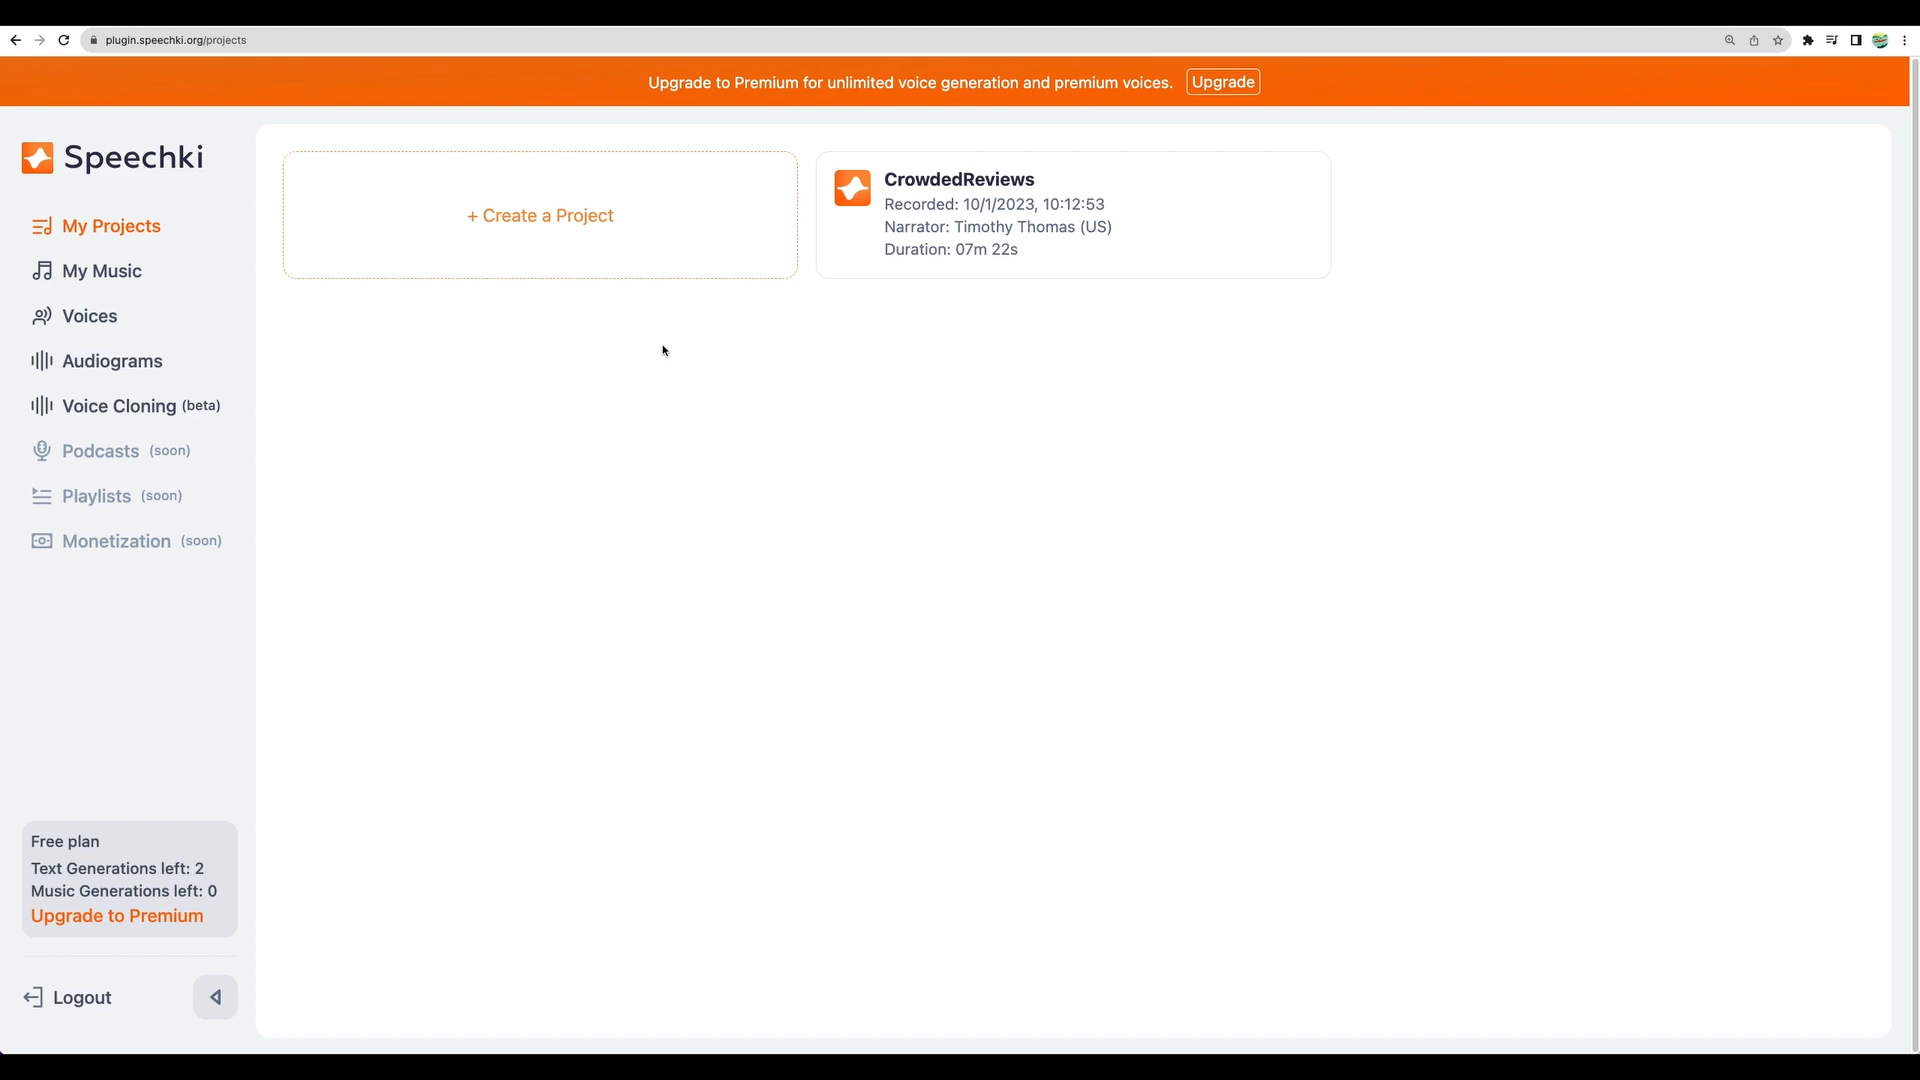 plugin.speechki.org/projects
Upgrade to Premium for unlimited voice generation and premium voices. Upgrade
Speechki
My Projects
My Music
Voices
Audiograms
Voice Cloning (beta)
Podcasts (soon)
Playlists (soon)
Monetization (soon)
Free plan
Text Generations left: 2
Music Generations left: 0
Upgrade to Premium
Logout
+ Create a Project
CrowdedReviews
Recorded: 10/1/2023, 10:12:53
Narrator: Timothy Thomas (US)
Duration: 07m 22s